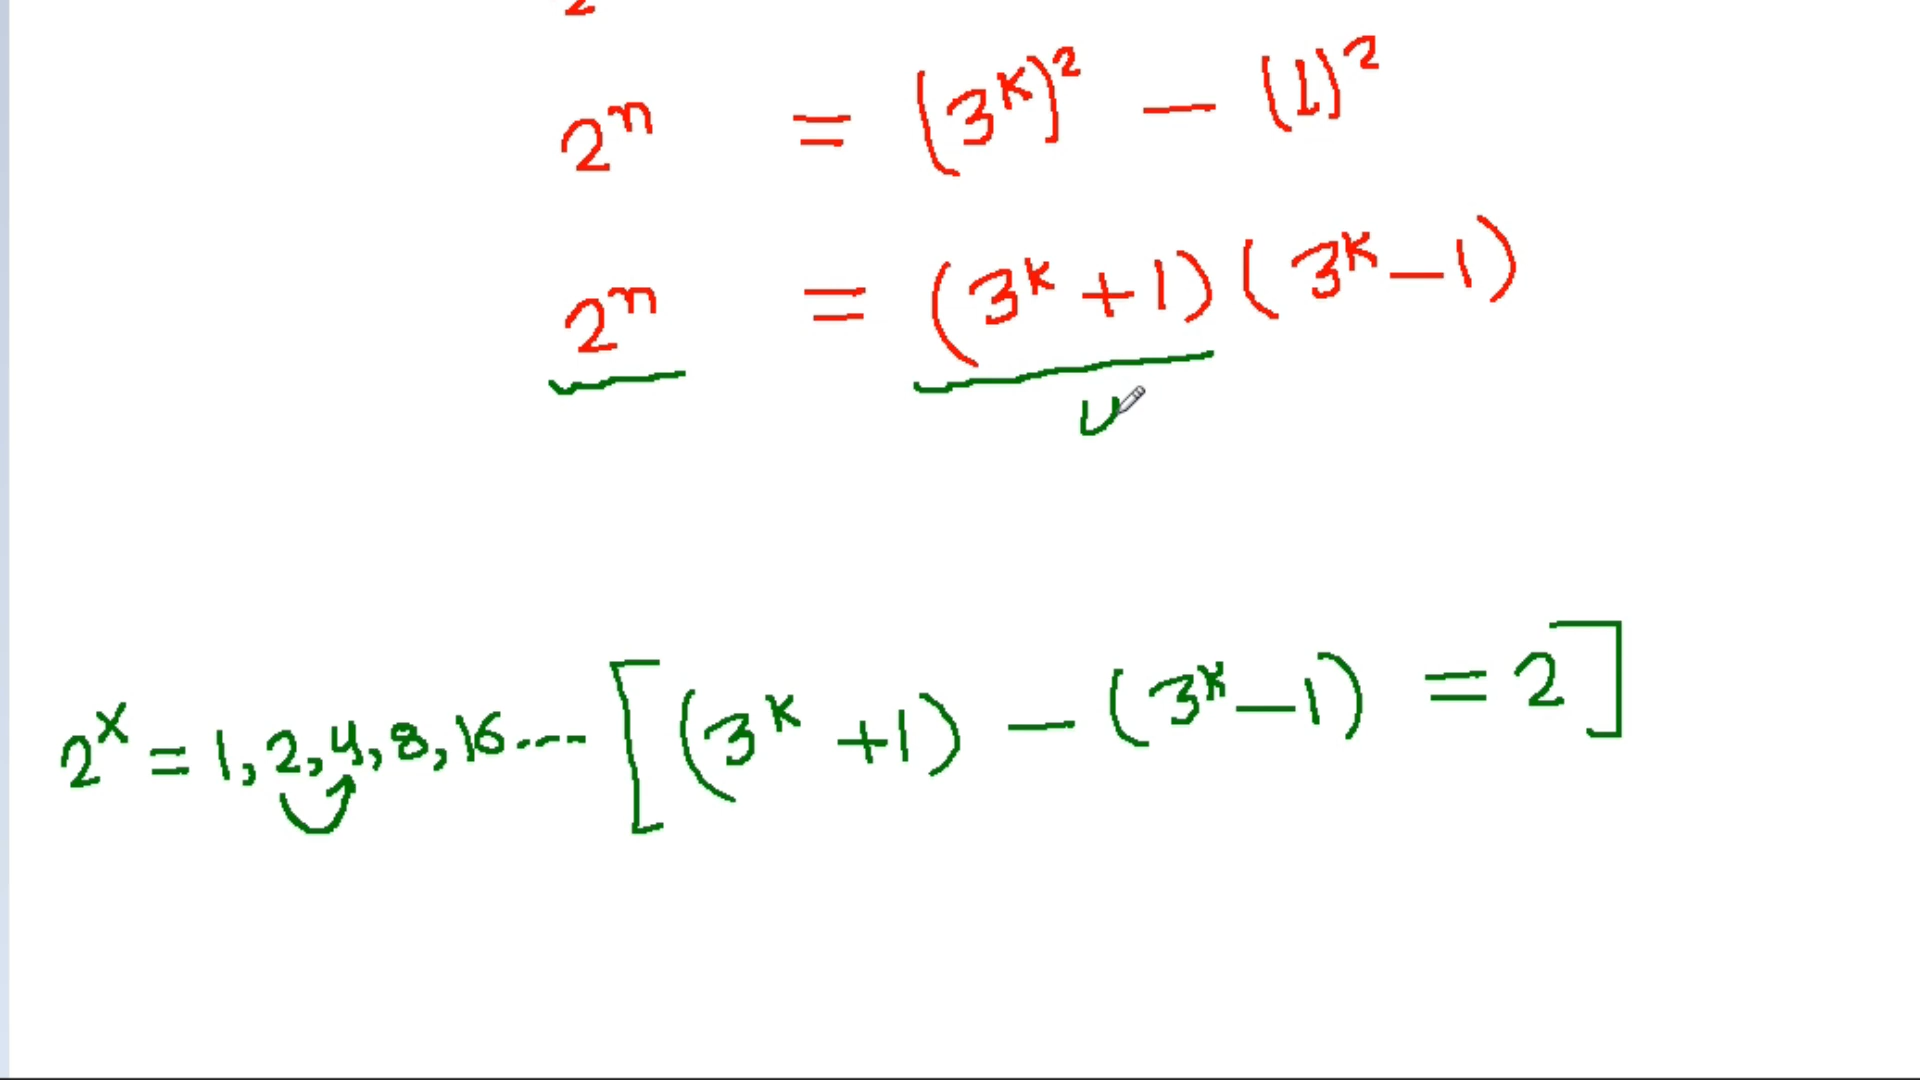 2
2ⁿ = (3ᵏ)² − (1)²
2ⁿ = (3ᵏ + 1) (3ᵏ − 1)
2ˣ = 1, 2, 4, 8, 16 ---- [(3ᵏ + 1) − (3ᵏ − 1) = 2]